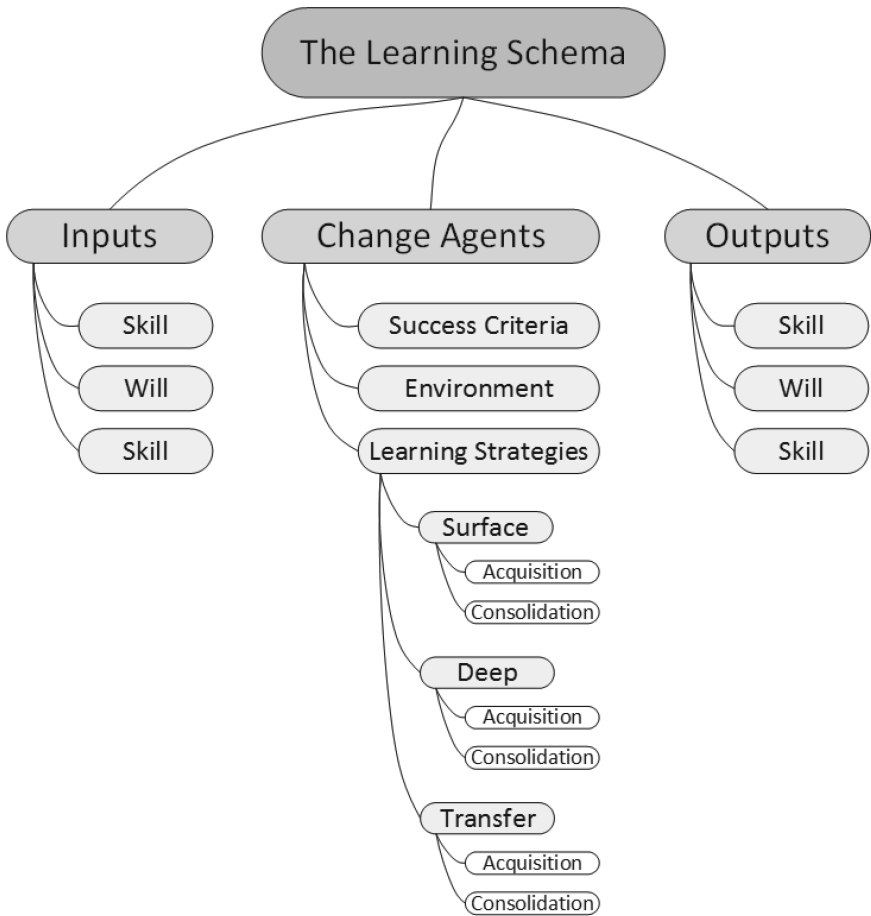 The Learning Schema
Inputs
Skill
Will
Skill
Change Agents
Success Criteria
Environment
Learning Strategies
Surface
Acquisition
Consolidation
Deep
Acquisition
Consolidation
Transfer
Acquisition
Consolidation
Outputs
Skill
Will
Skill